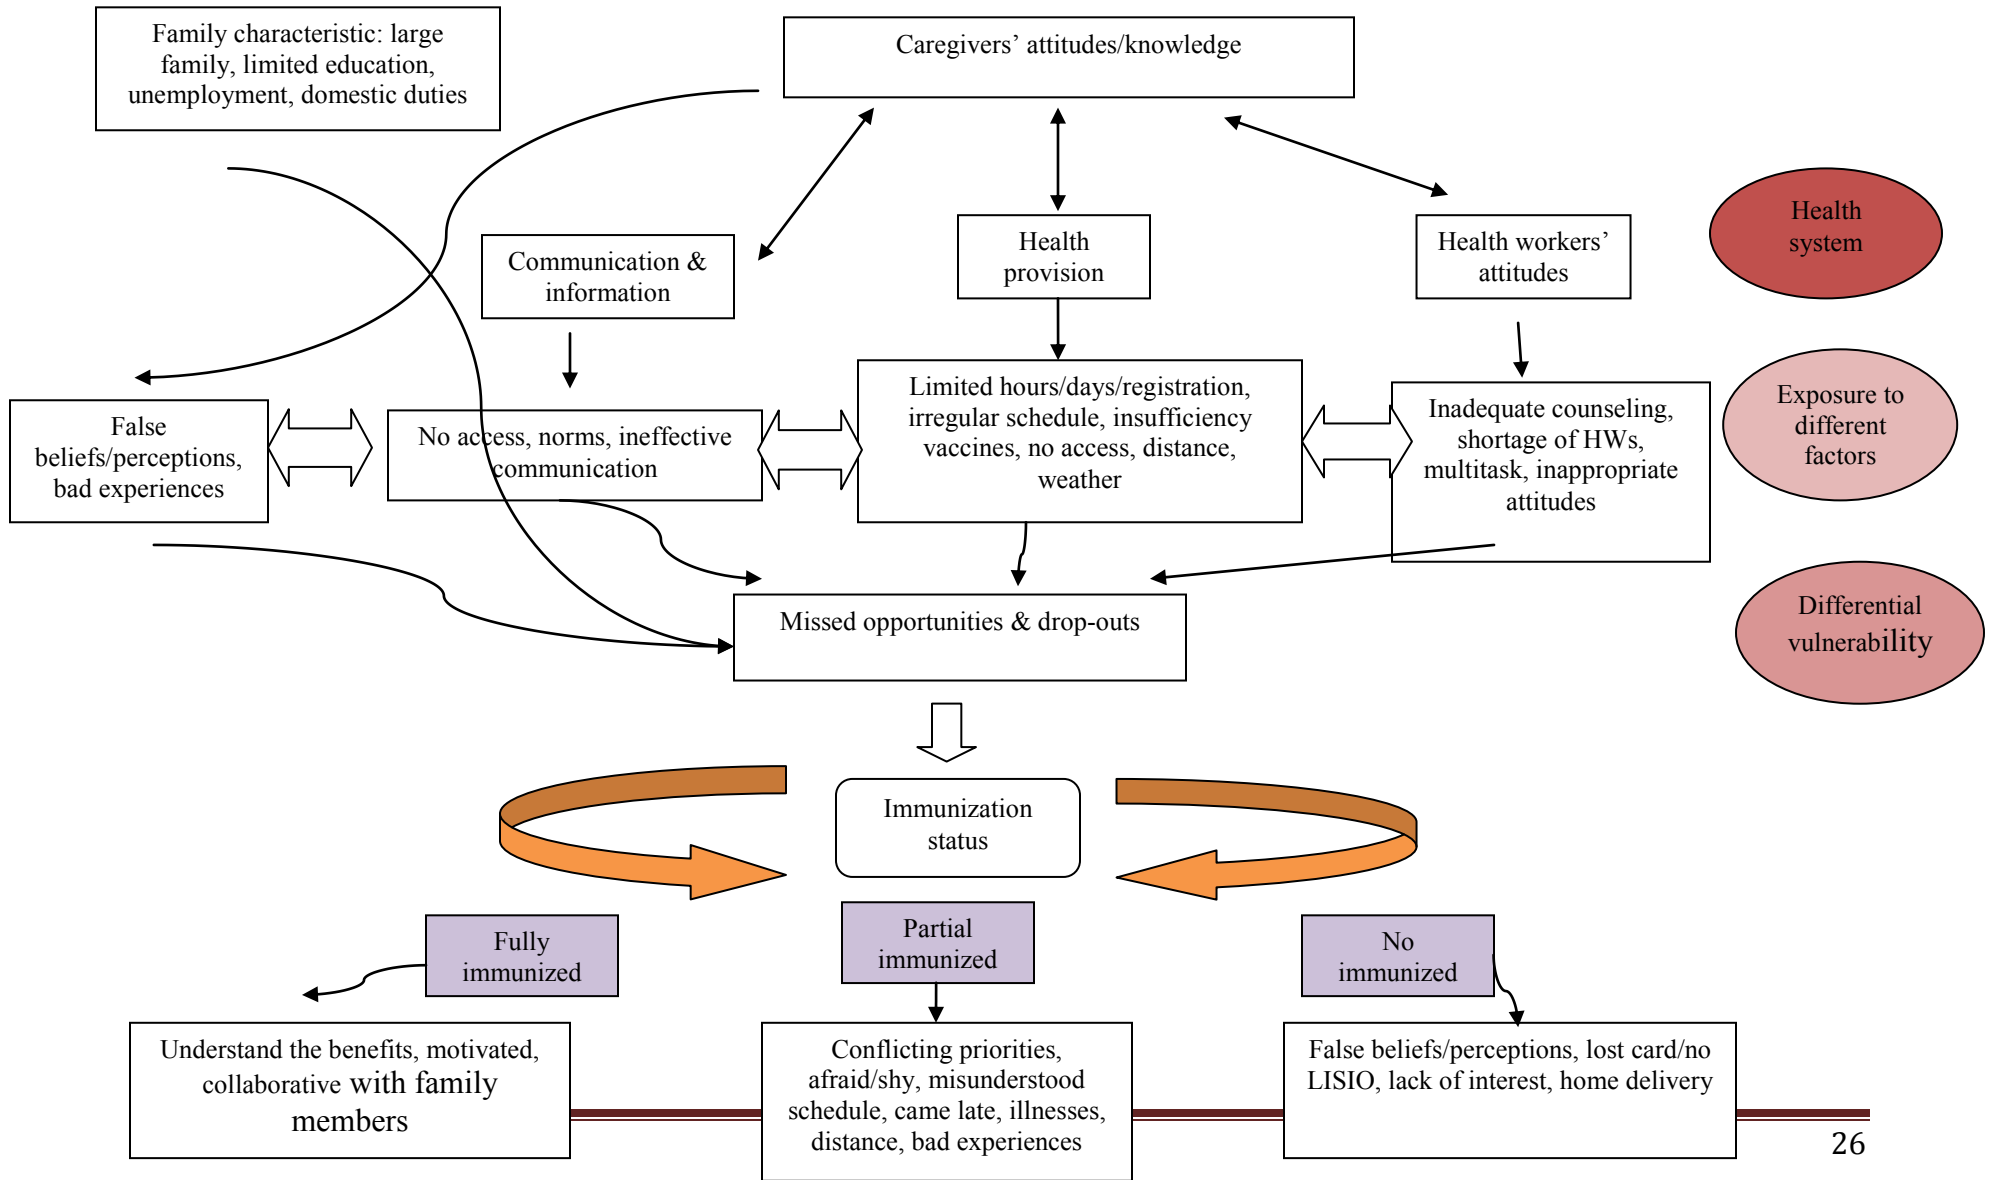 Family characteristic: large
family, limited education,
unemployment, domestic duties
Caregivers’ attitudes/knowledge
Communication &
information
Health
provision
Health workers’
attitudes
Health
system
False
beliefs/perceptions,
bad experiences
No access, norms, ineffective
communication
Limited hours/days/registration,
irregular schedule, insufficiency
vaccines, no access, distance,
weather
Inadequate counseling,
shortage of HWs,
multitask, inappropriate
attitudes
Exposure to
different
factors
Missed opportunities & drop-outs
Differential
vulnerability
Immunization
status
Fully
immunized
Partial
immunized
No
immunized
Understand the benefits, motivated,
collaborative with family
members
Conflicting priorities,
afraid/shy, misunderstood
schedule, came late, illnesses,
distance, bad experiences
False beliefs/perceptions, lost card/no
LISIO, lack of interest, home delivery
26